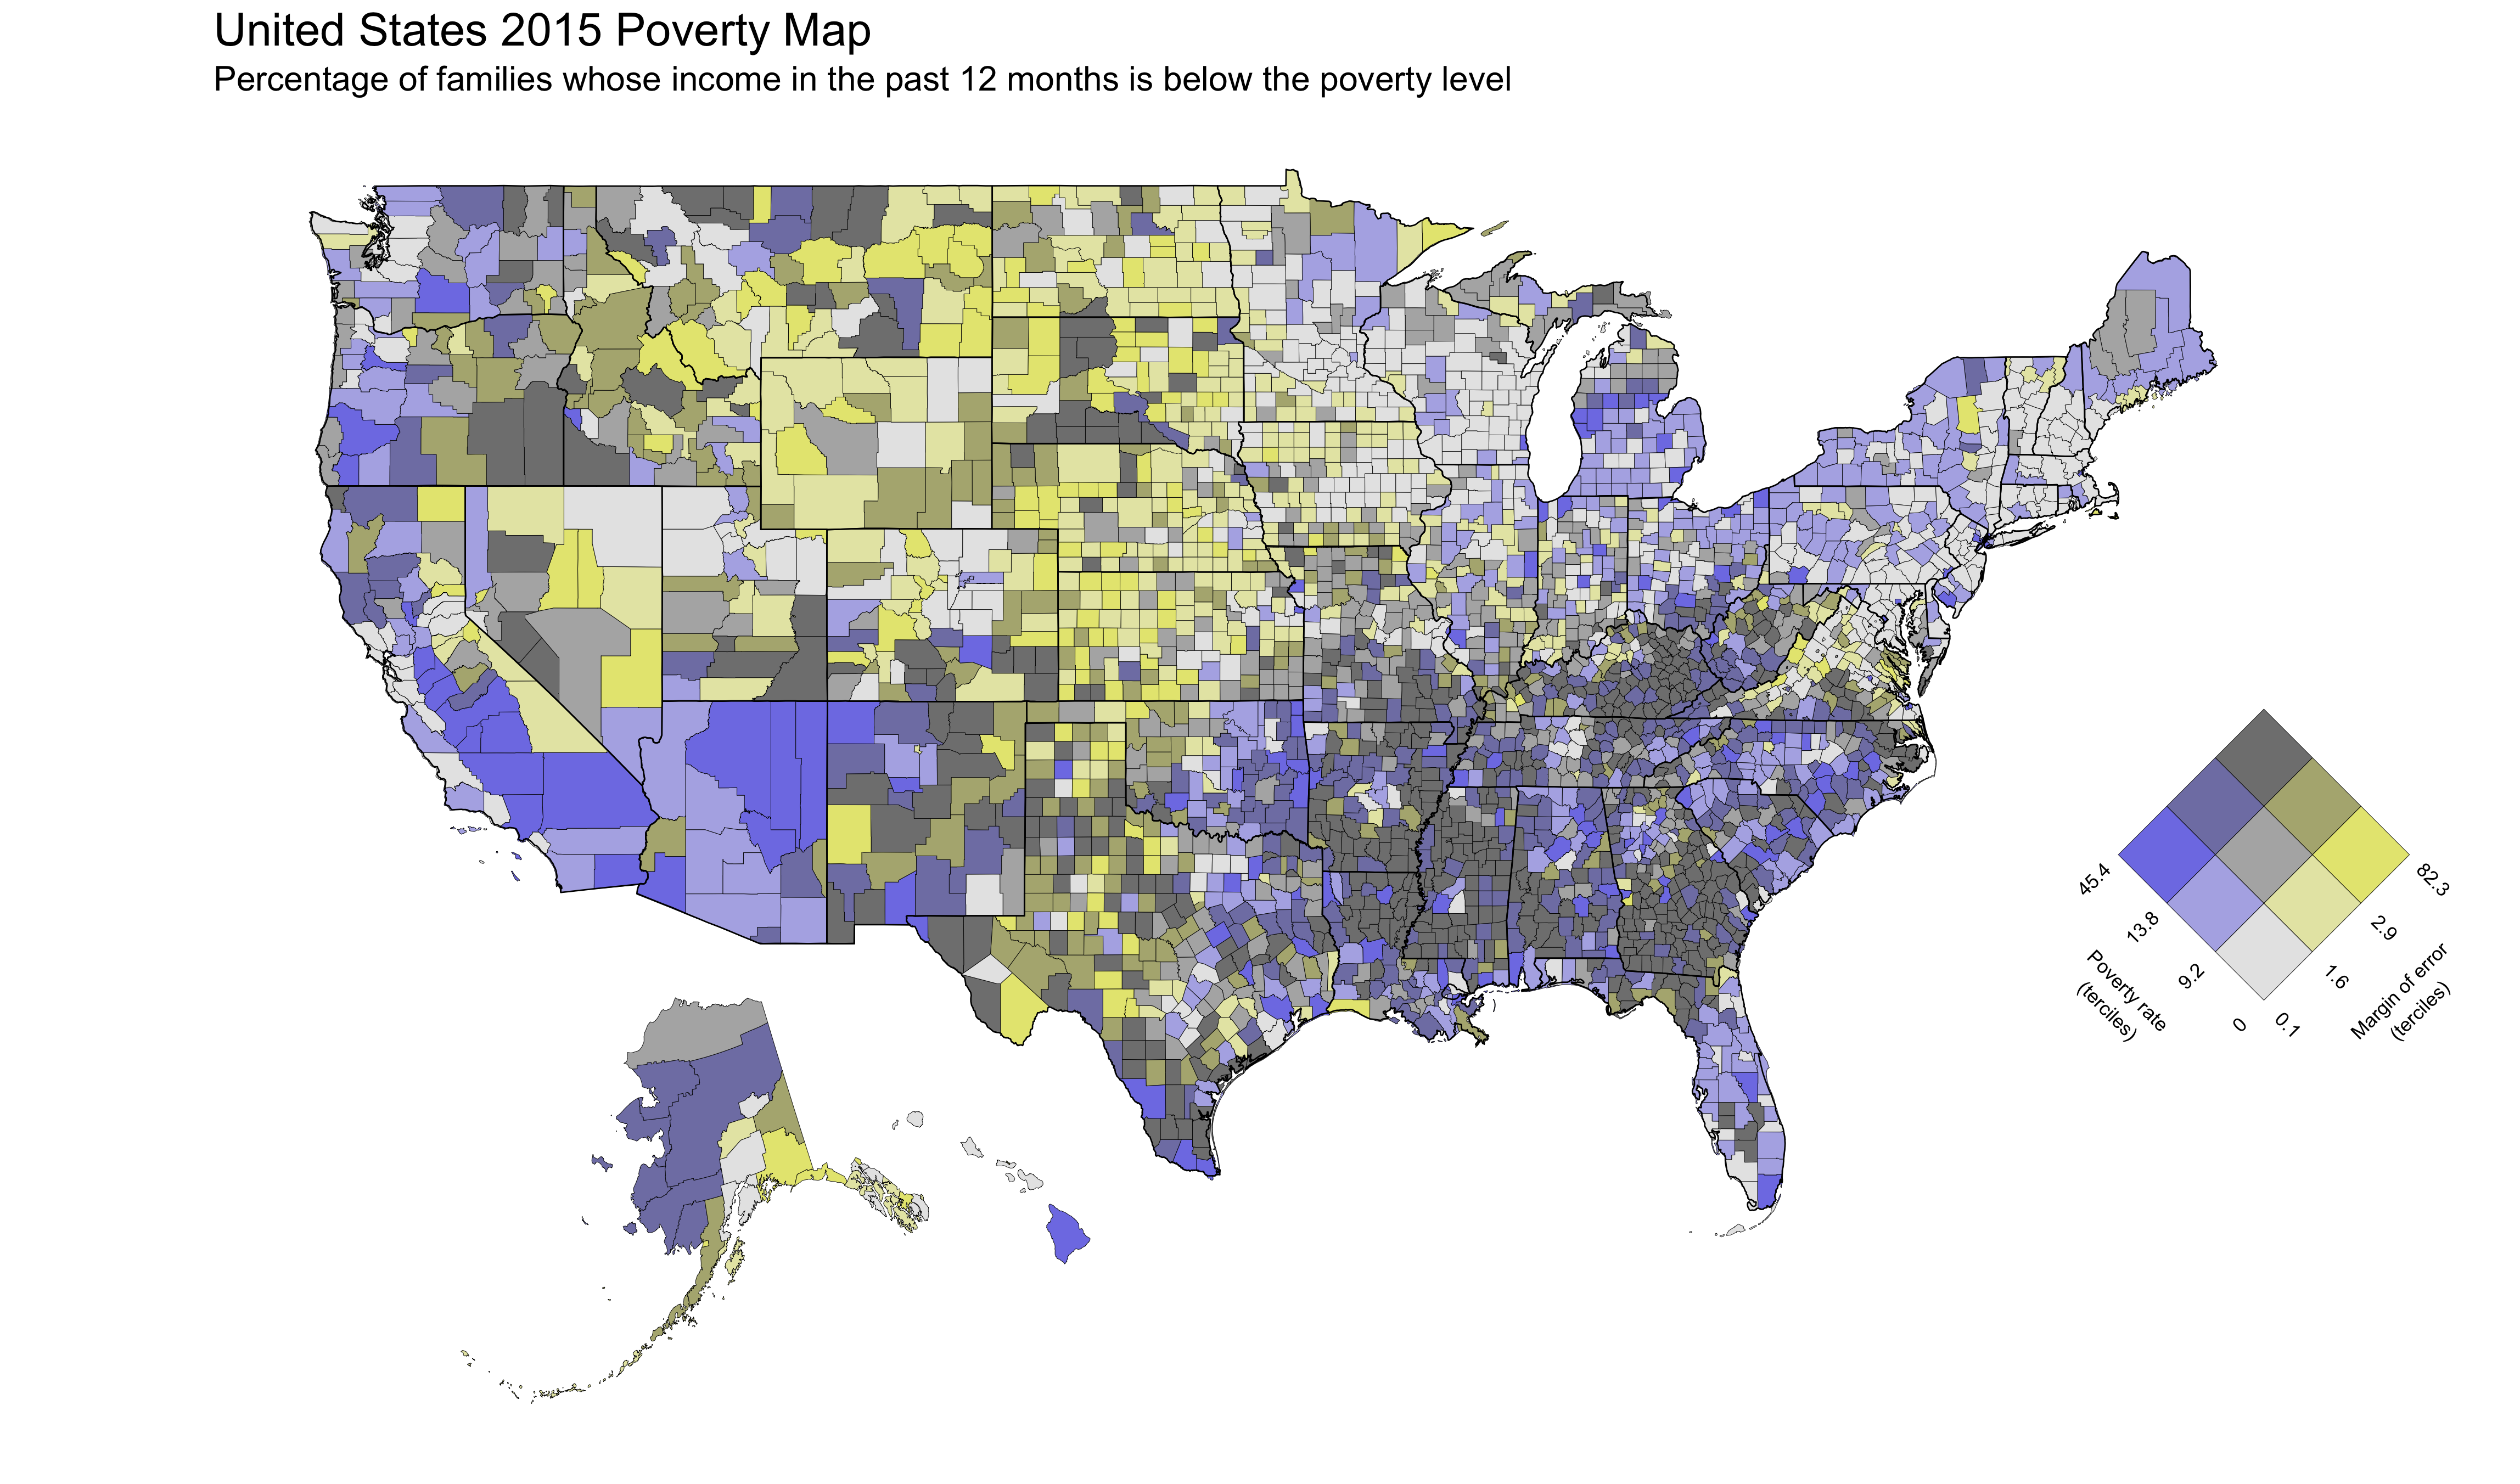 United States 2015 Poverty Map
Percentage of families whose income in the past 12 months is below the poverty level
45.4
13.8
9.2
0
Poverty rate
(terciles)
82.3
2.9
1.6
0.1
Margin of error
(terciles)